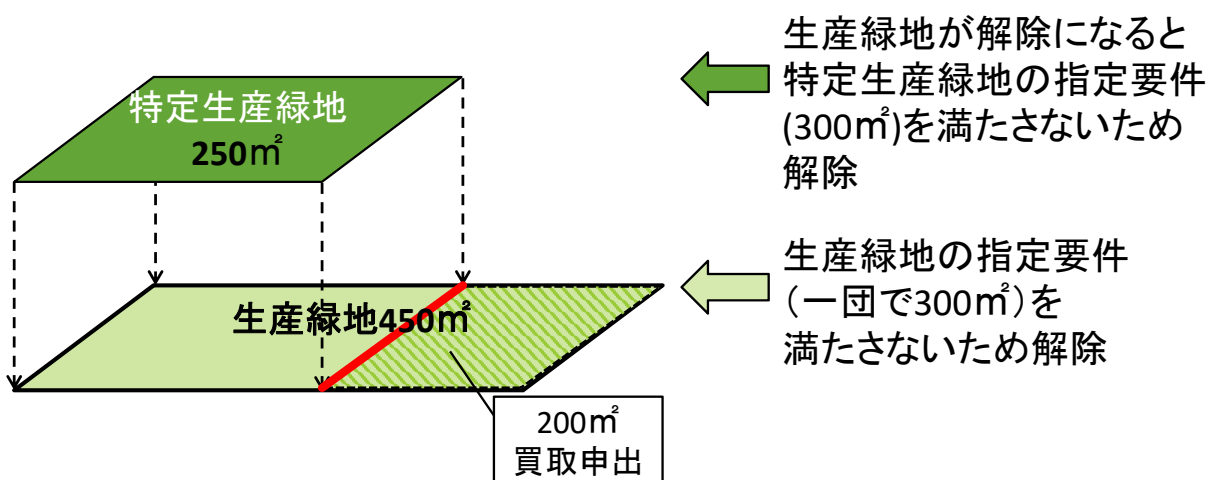 特定生産緑地
250㎡
生産緑地が解除になると
特定生産緑地の指定要件
(300㎡)を満たさないため
解除
生産緑地450㎡
生産緑地の指定要件
（一団で300㎡）を
満たさないため解除
200㎡
買取申出